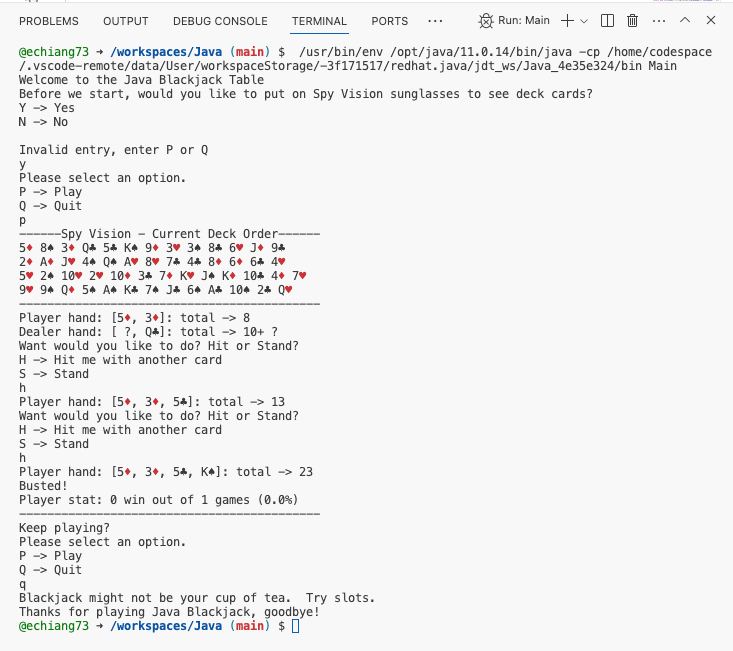 PROBLEMS OUTPUT DEBUG CONSOLE TERMINAL PORTS ··· Run: Main ···
@echiang73 → /workspaces/Java (main) $  /usr/bin/env /opt/java/11.0.14/bin/java -cp /home/codespace
/.vscode-remote/data/User/workspaceStorage/-3f171517/redhat.java/jdt_ws/Java_4e35e324/bin Main
Welcome to the Java Blackjack Table
Before we start, would you like to put on Spy Vision sunglasses to see deck cards?
Y -> Yes
N -> No
Invalid entry, enter P or Q
y
Please select an option.
P -> Play
Q -> Quit
p
------Spy Vision - Current Deck Order------
5♦ 8♠ 3♦ Q♣ 5♣ K♠ 9♦ 3♥ 3♠ 8♣ 6♥ J♦ 9♣
2♦ A♦ J♥ 4♠ Q♠ A♥ 8♥ 7♣ 4♣ 8♦ 6♦ 6♣ 4♥
5♥ 2♠ 10♥ 2♥ 10♦ 3♣ 7♦ K♥ J♠ K♦ 10♣ 4♦ 7♥
9♥ 9♠ Q♦ 5♠ A♠ K♣ 7♠ J♣ 6♠ A♣ 10♠ 2♣ Q♥
-------------------------------------------
Player hand: [5♦, 3♦]: total -> 8
Dealer hand: [ ?, Q♣]: total -> 10+ ?
Want would you like to do? Hit or Stand?
H -> Hit me with another card
S -> Stand
h
Player hand: [5♦, 3♦, 5♣]: total -> 13
Want would you like to do? Hit or Stand?
H -> Hit me with another card
S -> Stand
h
Player hand: [5♦, 3♦, 5♣, K♠]: total -> 23
Busted!
Player stat: 0 win out of 1 games (0.0%)
-------------------------------------------
Keep playing?
Please select an option.
P -> Play
Q -> Quit
q
Blackjack might not be your cup of tea.  Try slots.
Thanks for playing Java Blackjack, goodbye!
@echiang73 → /workspaces/Java (main) $